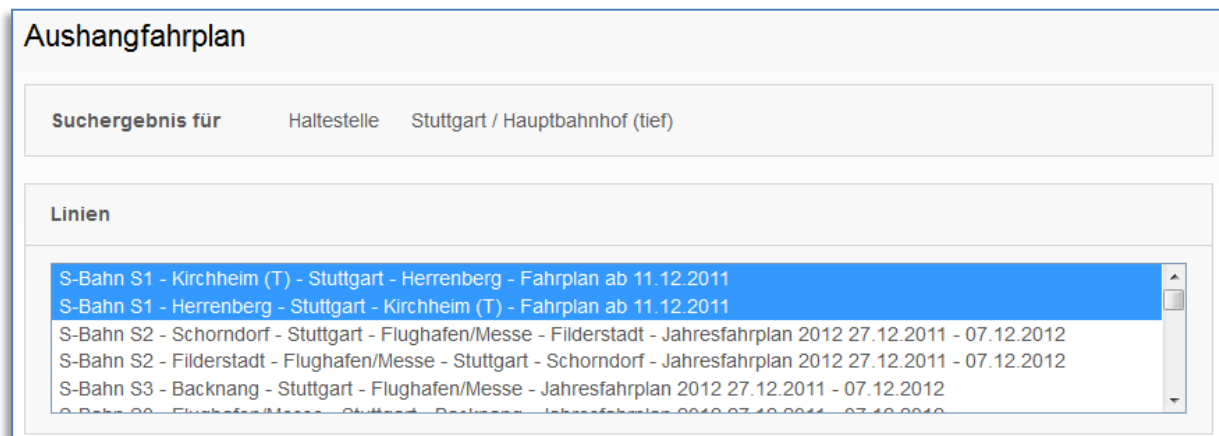 Aushangfahrplan
Suchergebnis für Haltestelle Stuttgart / Hauptbahnhof (tief)
Linien
S-Bahn S1 - Kirchheim (T) - Stuttgart - Herrenberg - Fahrplan ab 11.12.2011
S-Bahn S1 - Herrenberg - Stuttgart - Kirchheim (T) - Fahrplan ab 11.12.2011
S-Bahn S2 - Schorndorf - Stuttgart - Flughafen/Messe - Filderstadt - Jahresfahrplan 2012 27.12.2011 - 07.12.2012
S-Bahn S2 - Filderstadt - Flughafen/Messe - Stuttgart - Schorndorf - Jahresfahrplan 2012 27.12.2011 - 07.12.2012
S-Bahn S3 - Backnang - Stuttgart - Flughafen/Messe - Jahresfahrplan 2012 27.12.2011 - 07.12.2012